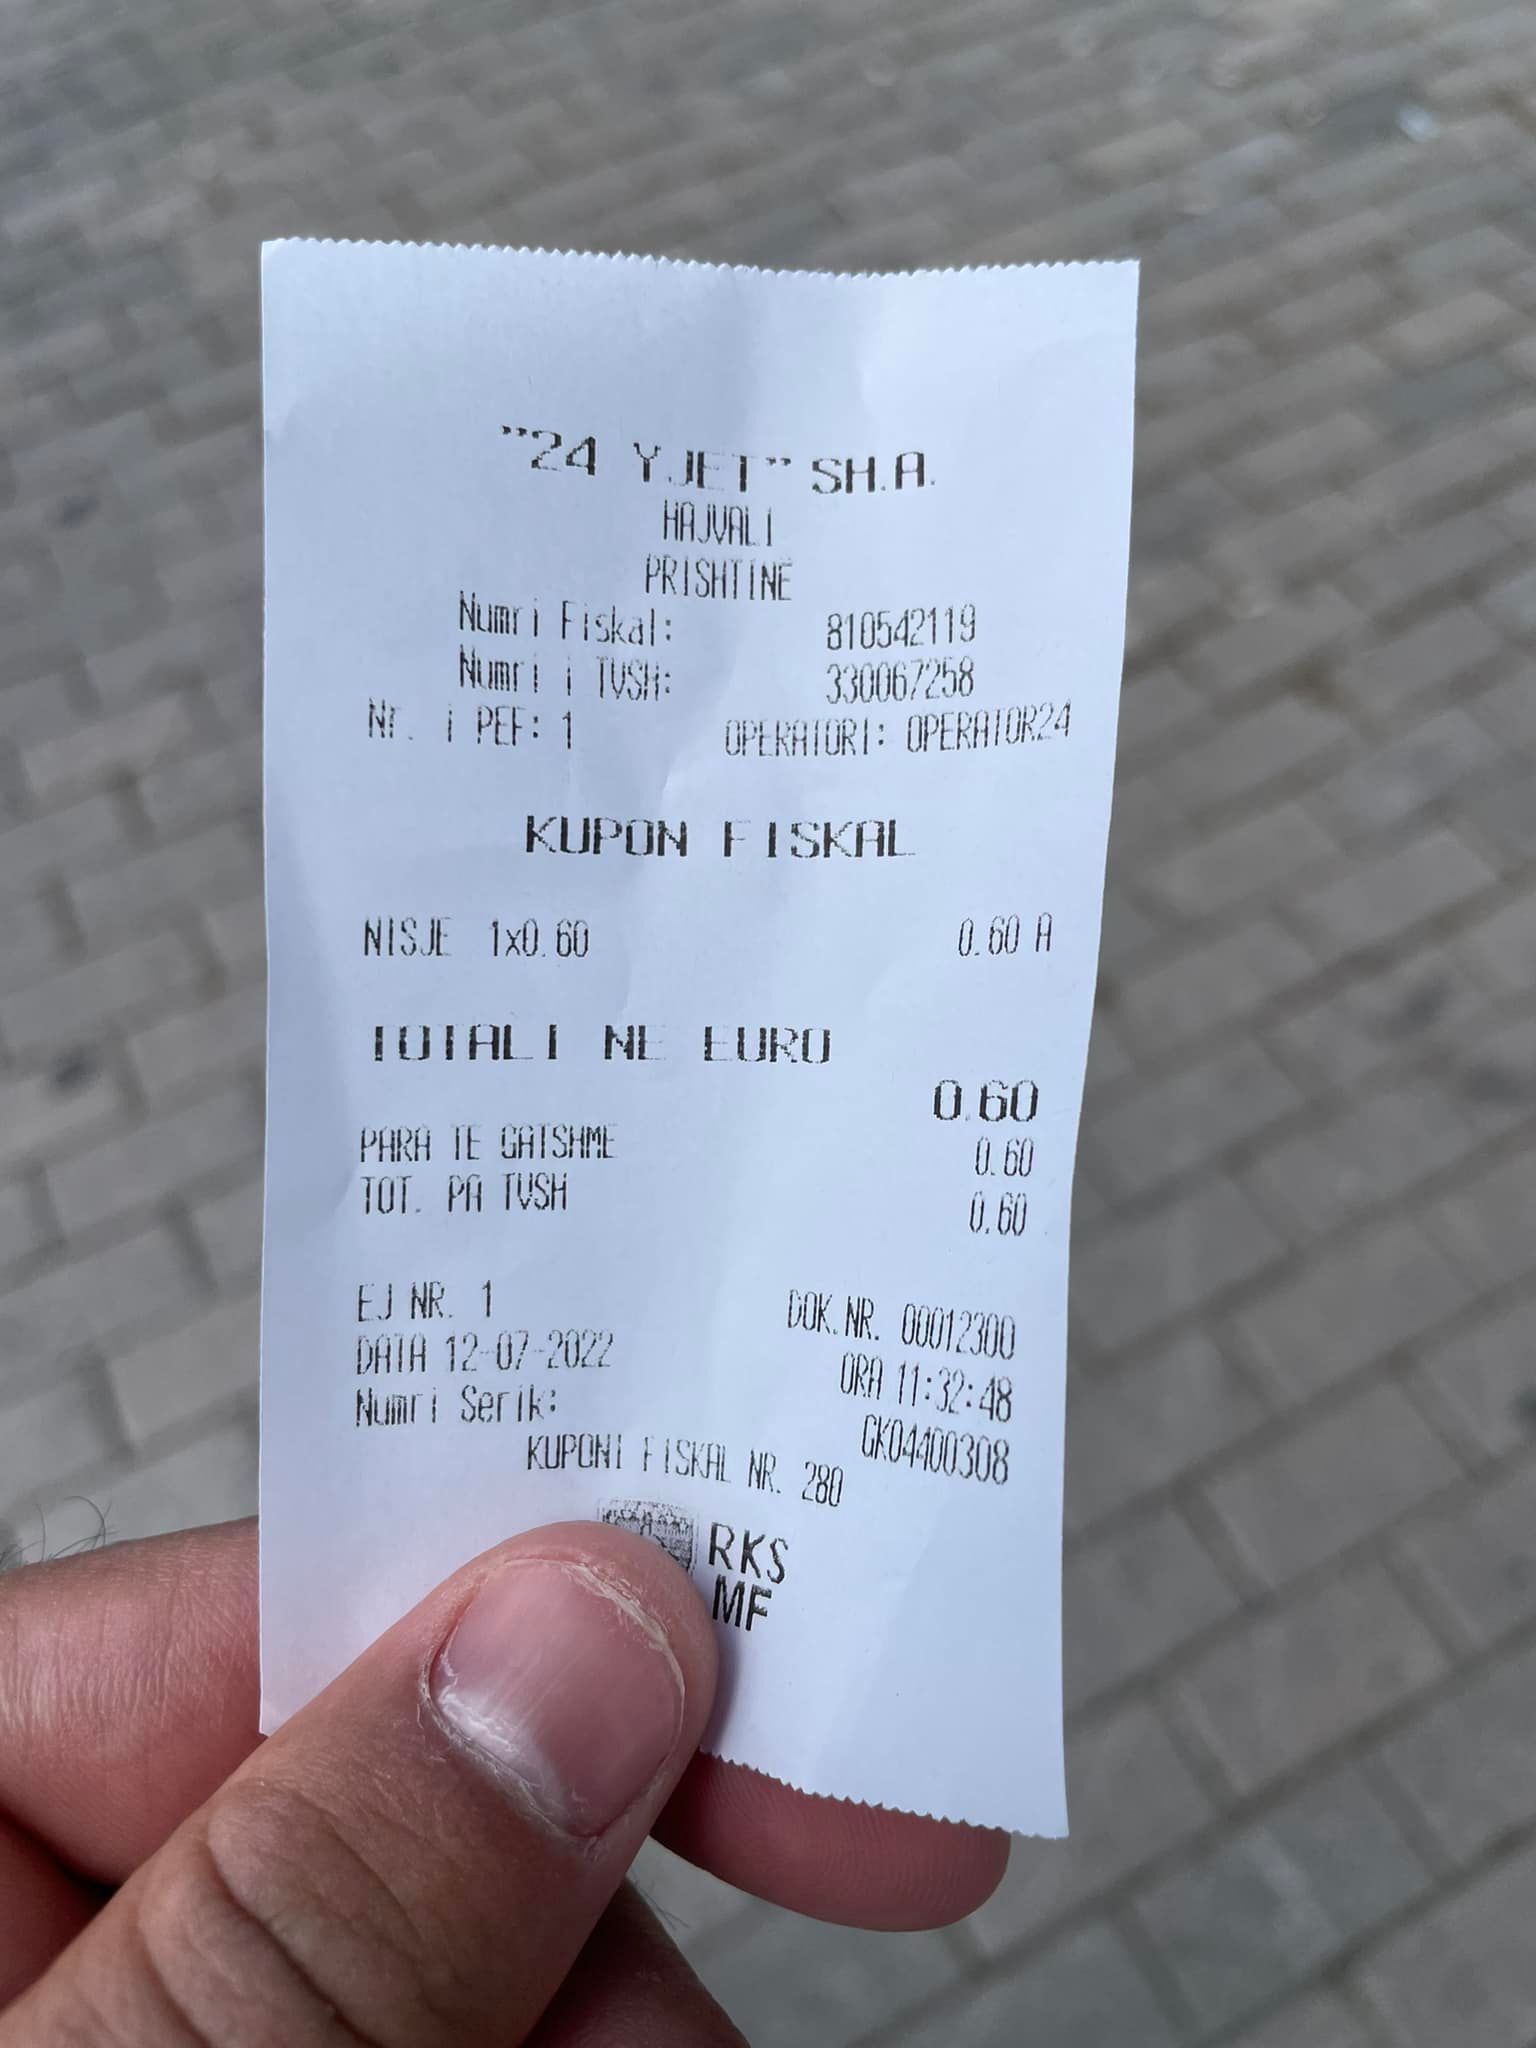 "24 YJET" SH.A.
HAJVALI
PRISHTINË
Numri Fiskal: 810542119
Numri i TVSH: 330067258
Nr. i PEF: 1 OPERATORI: OPERATOR24
KUPON FISKAL
NISJE 1x0.60 0.60 A
TOTALI NE EURO
0.60
PARA TE GATSHME 0.60
TOT. PA TVSH 0.60
EJ NR. 1 DOK.NR. 00012300
DATA 12-07-2022 ORA 11:32:48
Numri Serik: GK04400308
KUPONI FISKAL NR. 280
RKS
MF